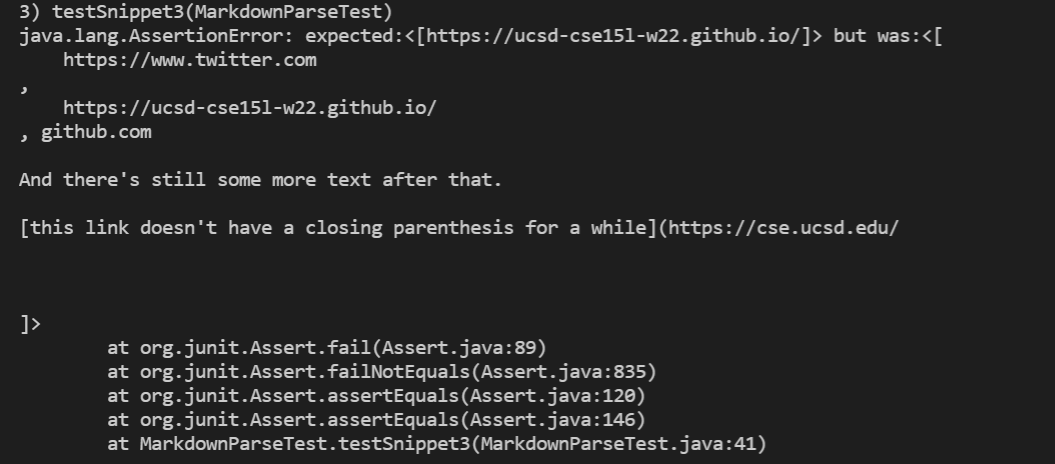 3) testSnippet3(MarkdownParseTest)
java.lang.AssertionError: expected:<[https://ucsd-cse15l-w22.github.io/]> but was:<[
    https://www.twitter.com
,
    https://ucsd-cse15l-w22.github.io/
, github.com

And there's still some more text after that.

[this link doesn't have a closing parenthesis for a while](https://cse.ucsd.edu/



]>
        at org.junit.Assert.fail(Assert.java:89)
        at org.junit.Assert.failNotEquals(Assert.java:835)
        at org.junit.Assert.assertEquals(Assert.java:120)
        at org.junit.Assert.assertEquals(Assert.java:146)
        at MarkdownParseTest.testSnippet3(MarkdownParseTest.java:41)